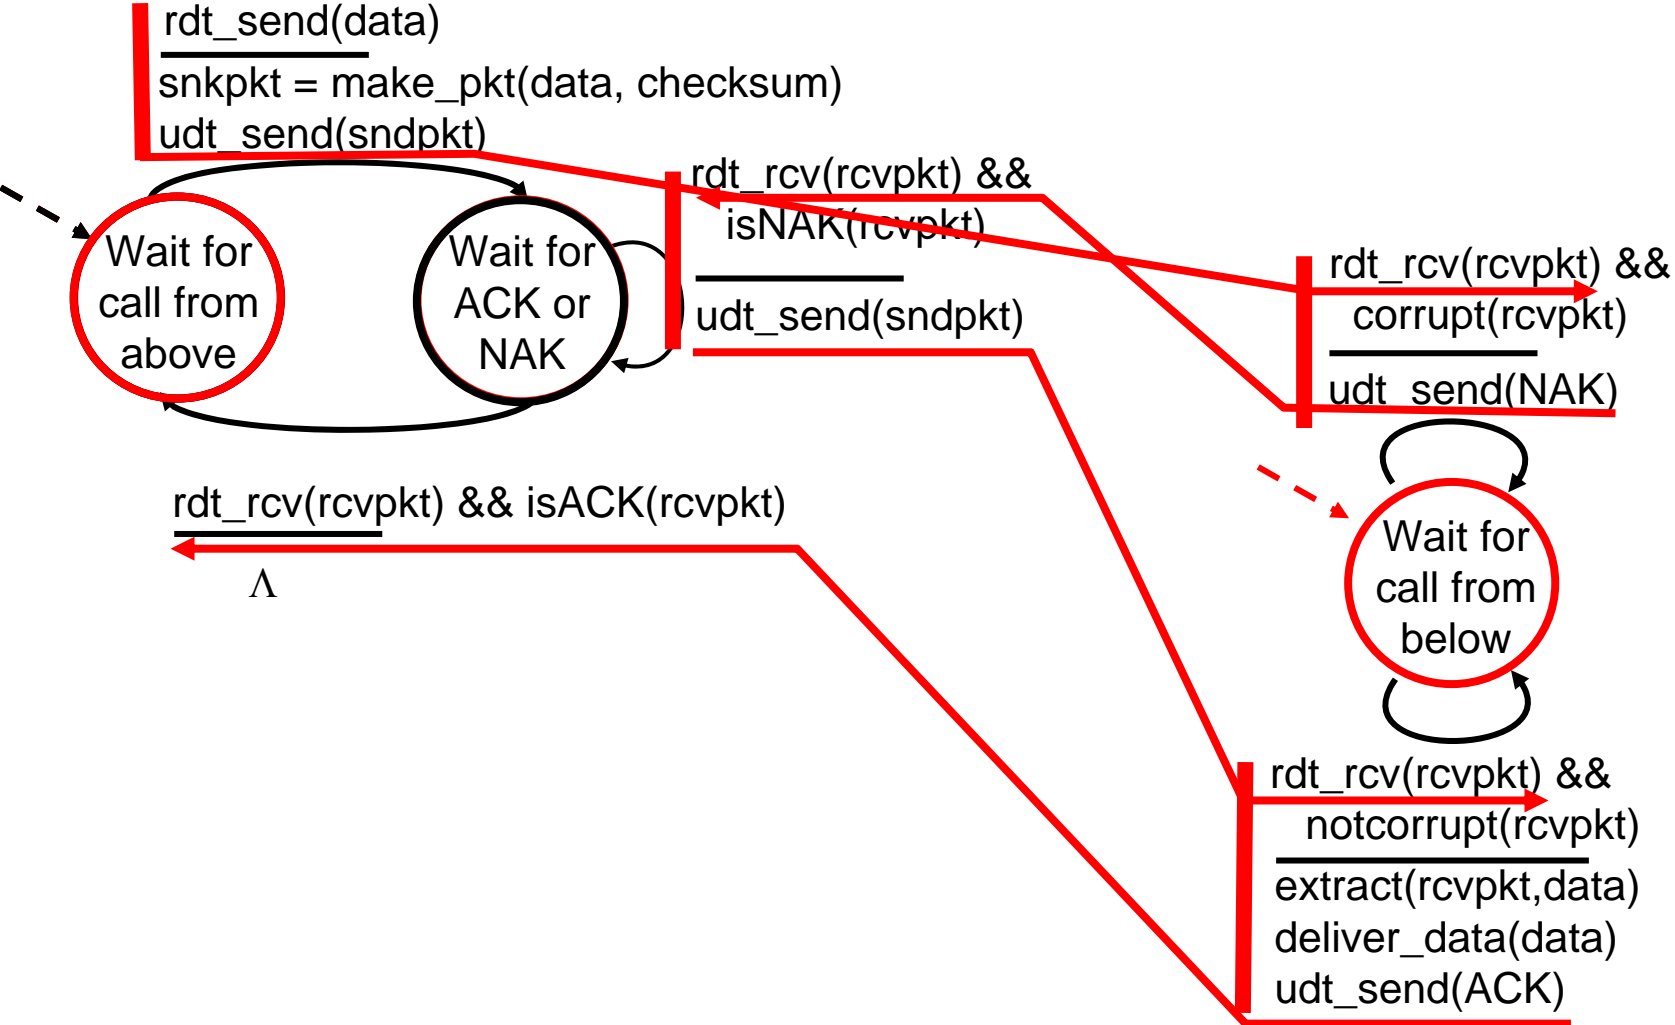 rdt_send(data)
snkpkt = make_pkt(data, checksum)
udt_send(sndpkt)
Wait for
call from
above
Wait for
ACK or
NAK
rdt_rcv(rcvpkt) &&
isNAK(rcvpkt)
udt_send(sndpkt)
rdt_rcv(rcvpkt) && isACK(rcvpkt)
Λ
rdt_rcv(rcvpkt) &&
corrupt(rcvpkt)
udt_send(NAK)
Wait for
call from
below
rdt_rcv(rcvpkt) &&
notcorrupt(rcvpkt)
extract(rcvpkt,data)
deliver_data(data)
udt_send(ACK)